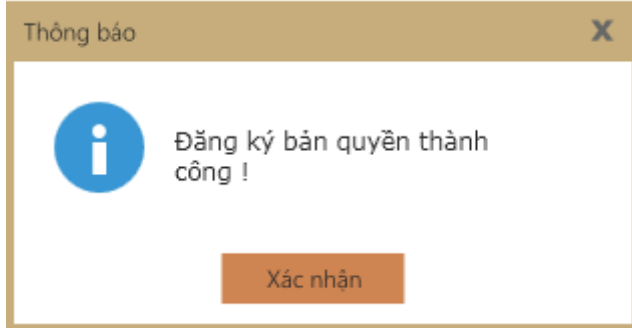 Thông báo
X
Đăng ký bản quyền thành
công !
Xác nhận